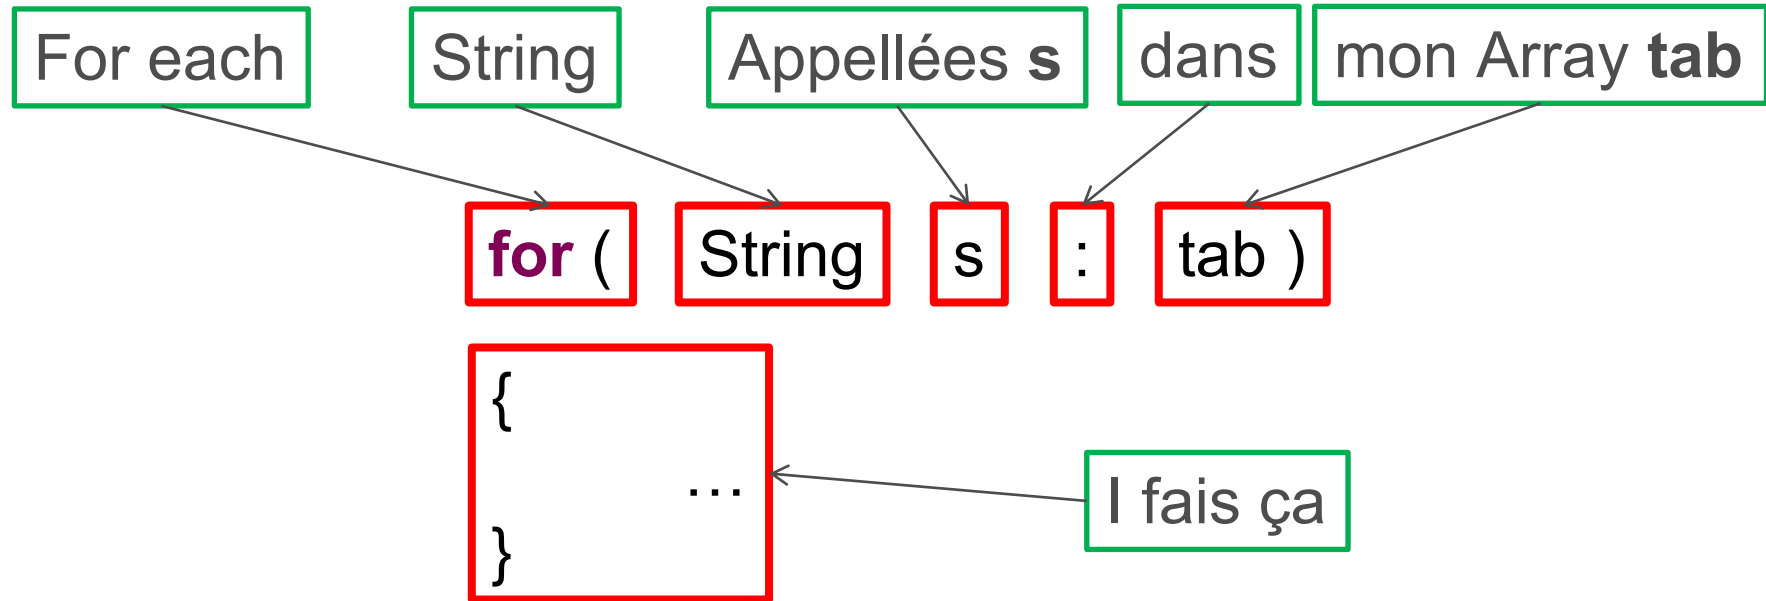 For each String Appellées s dans mon Array tab
for ( String s : tab )
{
...
}
I fais ça